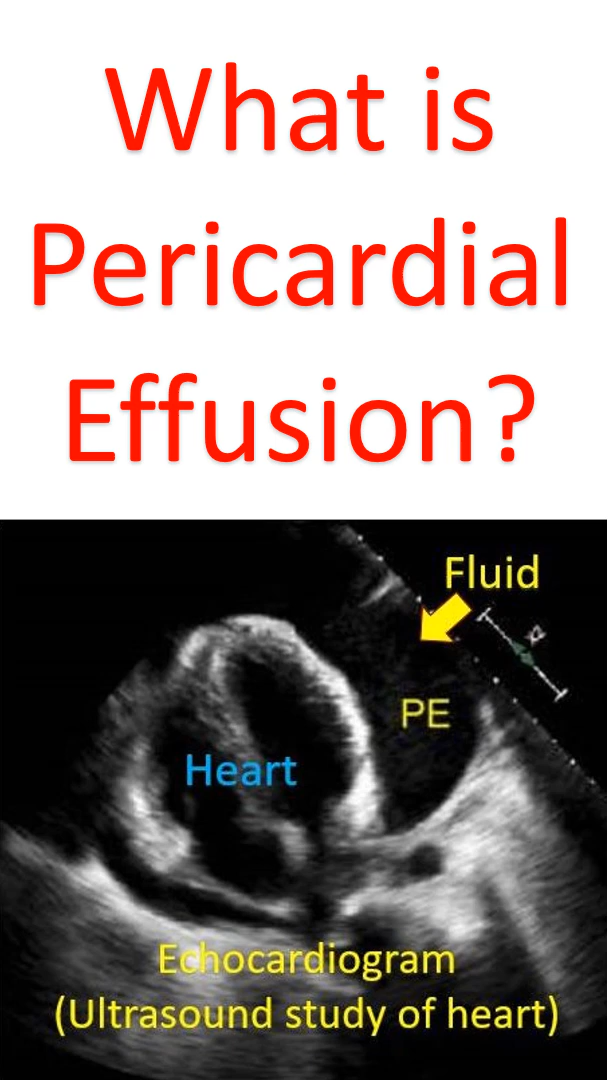 What is
Pericardial
Effusion?
Fluid
PE
Heart
Echocardiogram
(Ultrasound study of heart)